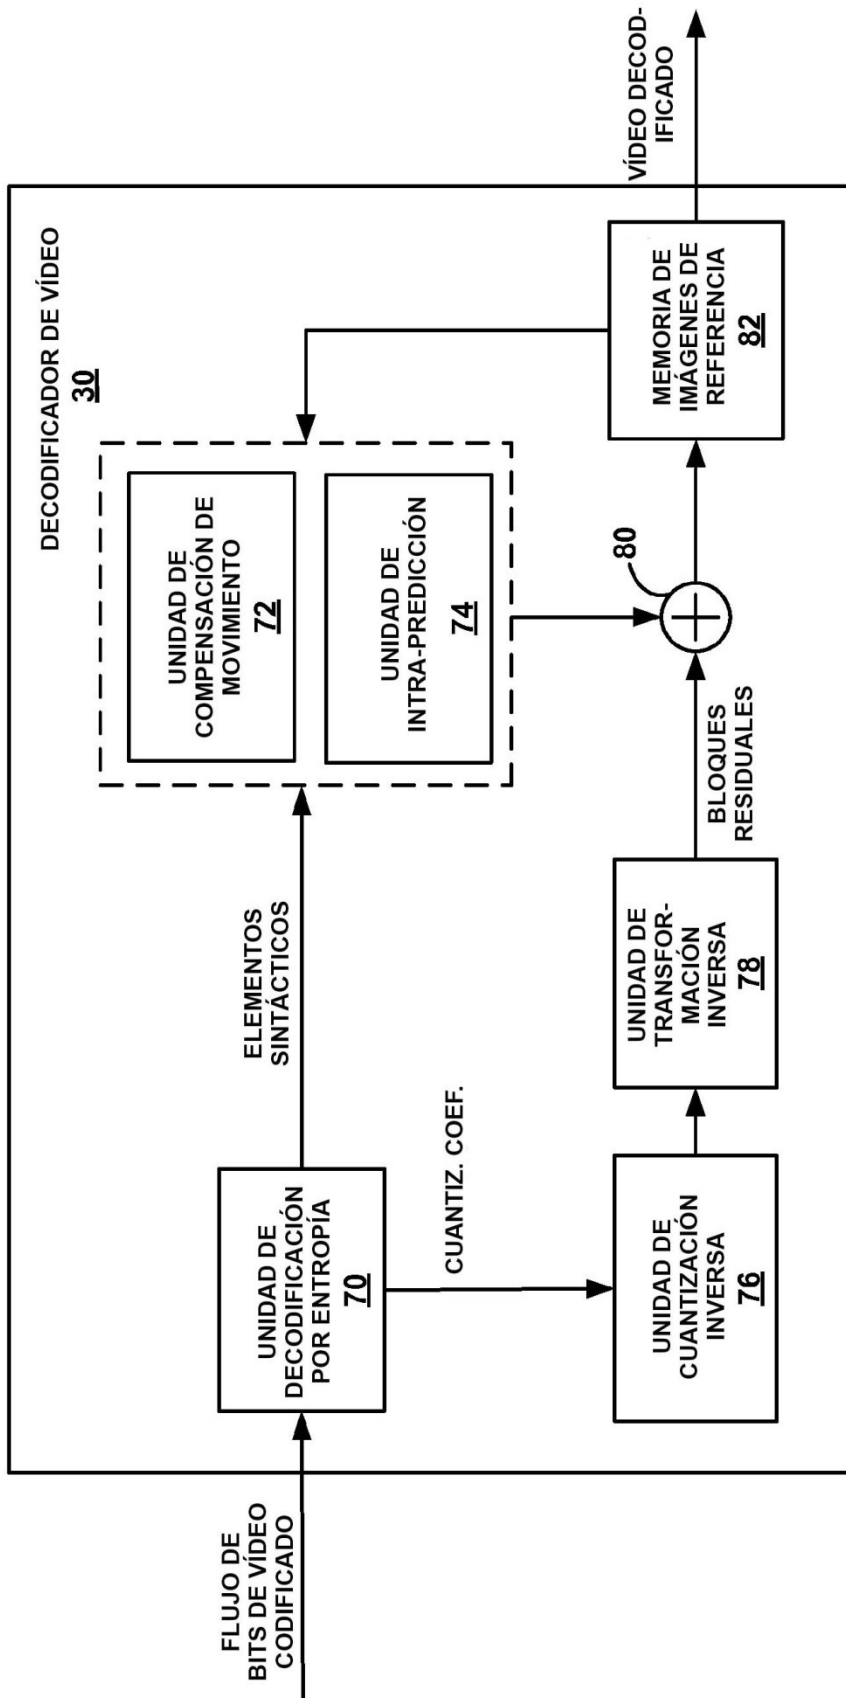 DECODIFICADOR DE VÍDEO
30
FLUJO DE
BITS DE VÍDEO
CODIFICADO
UNIDAD DE
DECODIFICACIÓN
POR ENTROPÍA
70
ELEMENTOS
SINTÁCTICOS
UNIDAD DE
COMPENSACIÓN DE
MOVIMIENTO
72
UNIDAD DE
INTRA-PREDICCIÓN
74
CUANTIZ. COEF.
UNIDAD DE
CUANTIZACIÓN
INVERSA
76
UNIDAD DE
TRANSFOR-
MACIÓN
INVERSA
78
BLOQUES
RESIDUALES
80
MEMORIA DE
IMÁGENES DE
REFERENCIA
82
VÍDEO DECOD-
IFICADO